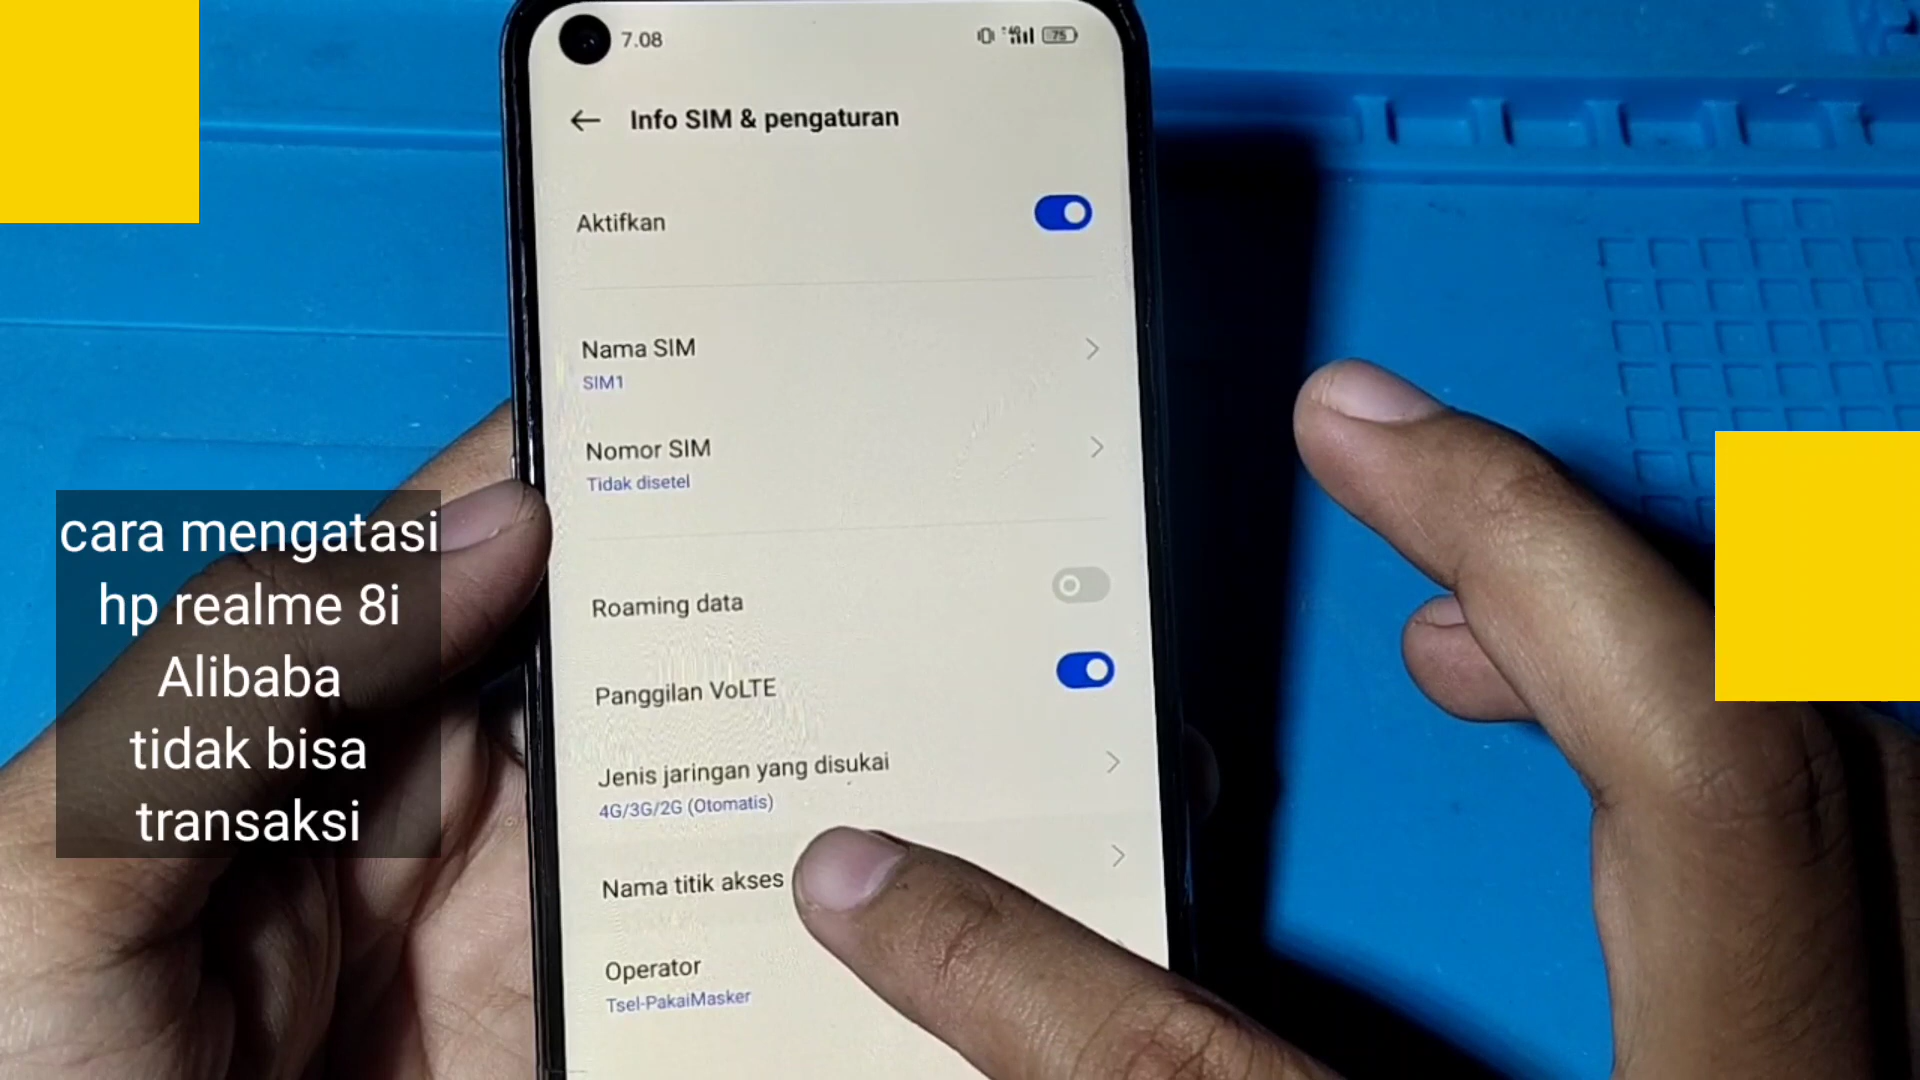 7.08
4G
75
Info SIM & pengaturan
Aktifkan
Nama SIM
SIM1
Nomor SIM
Tidak disetel
Roaming data
Panggilan VoLTE
Jenis jaringan yang disukai
4G/3G/2G (Otomatis)
Nama titik akses
Operator
Tsel-PakaiMasker
cara mengatasi
hp realme 8i
Alibaba
tidak bisa
transaksi